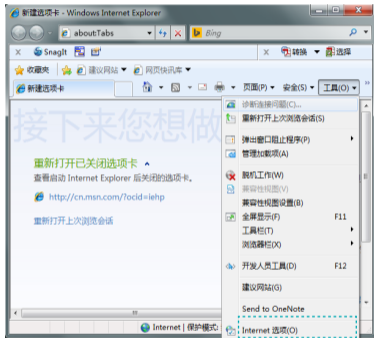 新建选项卡 - Windows Internet Explorer
aboutTabs
Bing
x SnagIt
x 转换 选择
收藏夹 建议网站 网页快讯库
新建选项卡
页面(P) 安全(S) 工具(O) »
接下来您想做
重新打开已关闭选项卡
查看启动 Internet Explorer 后关闭的选项卡。
http://cn.msn.com/?ocid=iehp
重新打开上次浏览会话
诊断连接问题(C)...
重新打开上次浏览会话(S)
弹出窗口阻止程序(P)
管理加载项(A)
脱机工作(W)
兼容性视图(V)
兼容性视图设置(B)
全屏显示(F) F11
工具栏(T)
浏览器栏(X)
开发人员工具(D) F12
建议网站(G)
Send to OneNote
Internet 选项(O)
Internet | 保护模式: